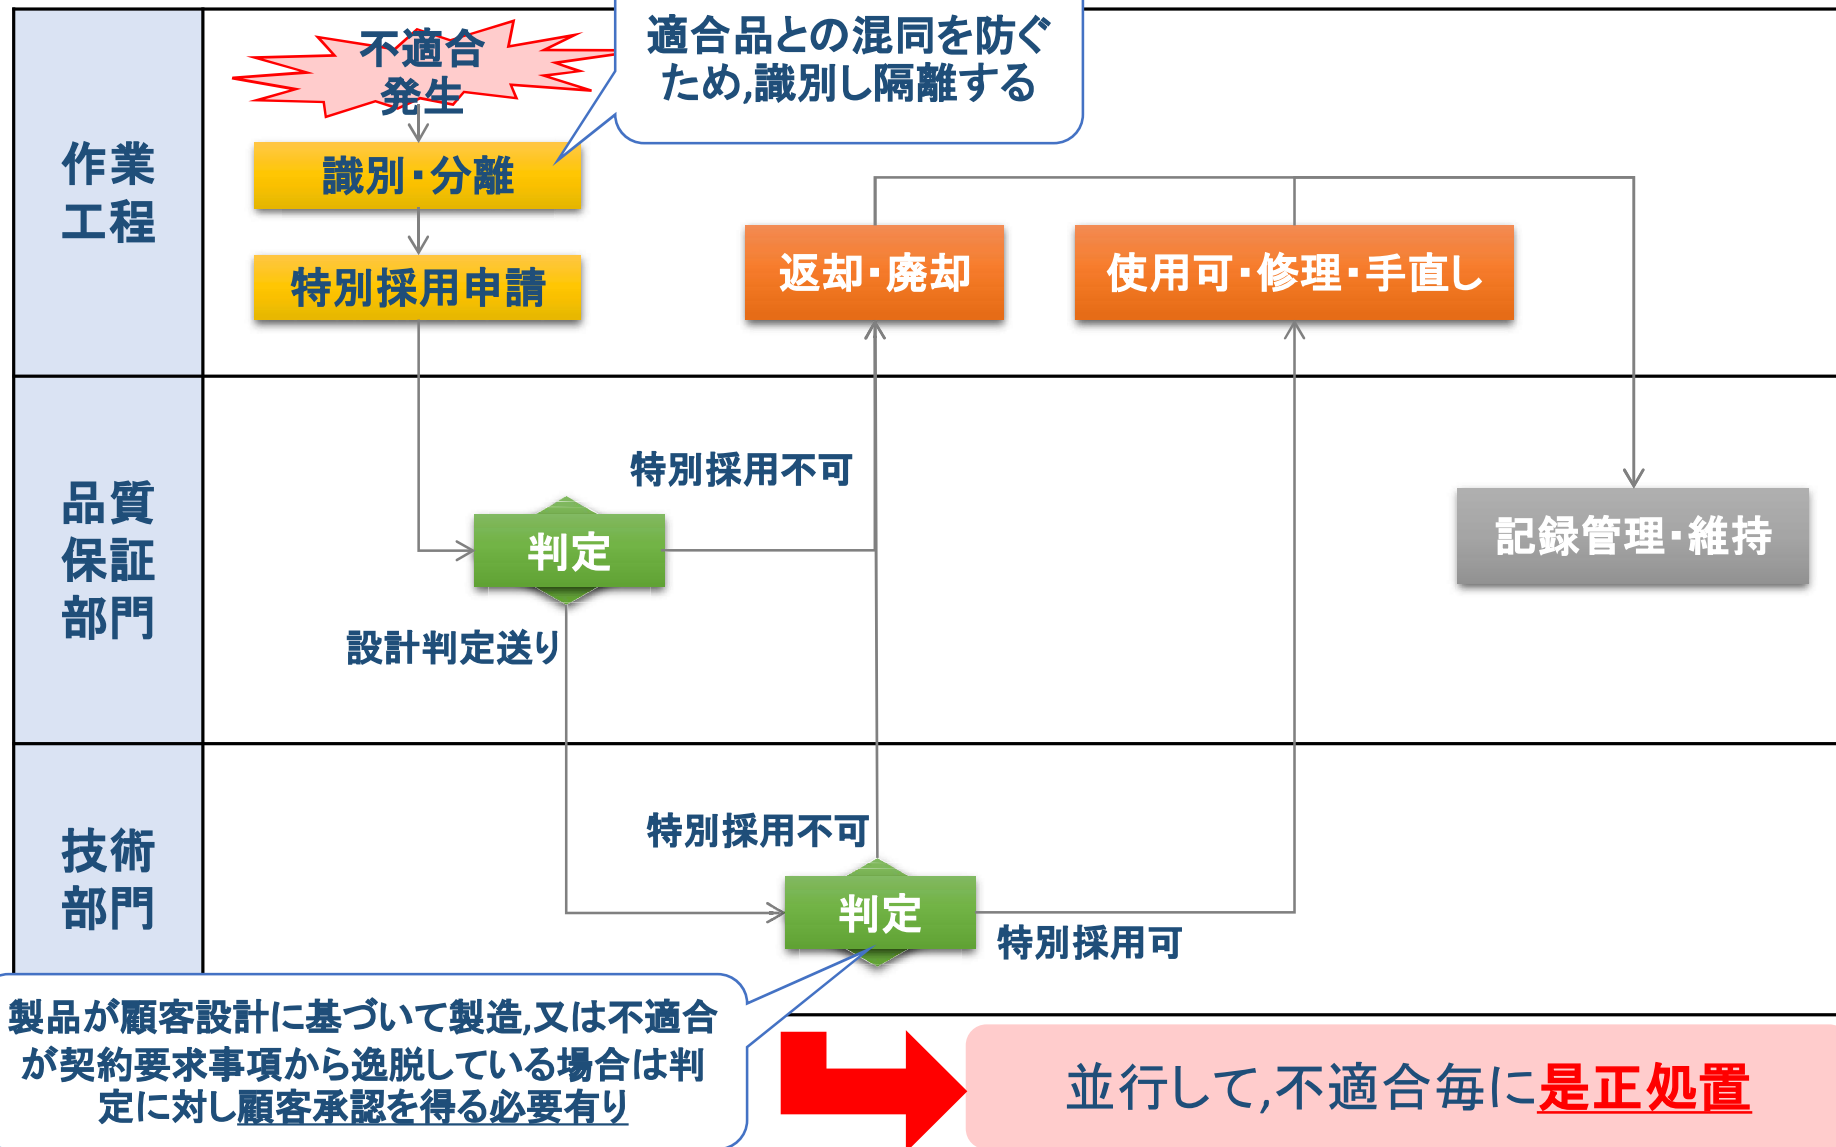 適合品との混同を防ぐ
ため,識別し隔離する
不適合
発生
作業
工程
識別・分離
特別採用申請
返却・廃却
使用可・修理・手直し
品質
保証
部門
特別採用不可
判定
記録管理・維持
設計判定送り
技術
部門
特別採用不可
判定
特別採用可
製品が顧客設計に基づいて製造,又は不適合
が契約要求事項から逸脱している場合は判
定に対し顧客承認を得る必要有り
並行して,不適合毎に是正処置